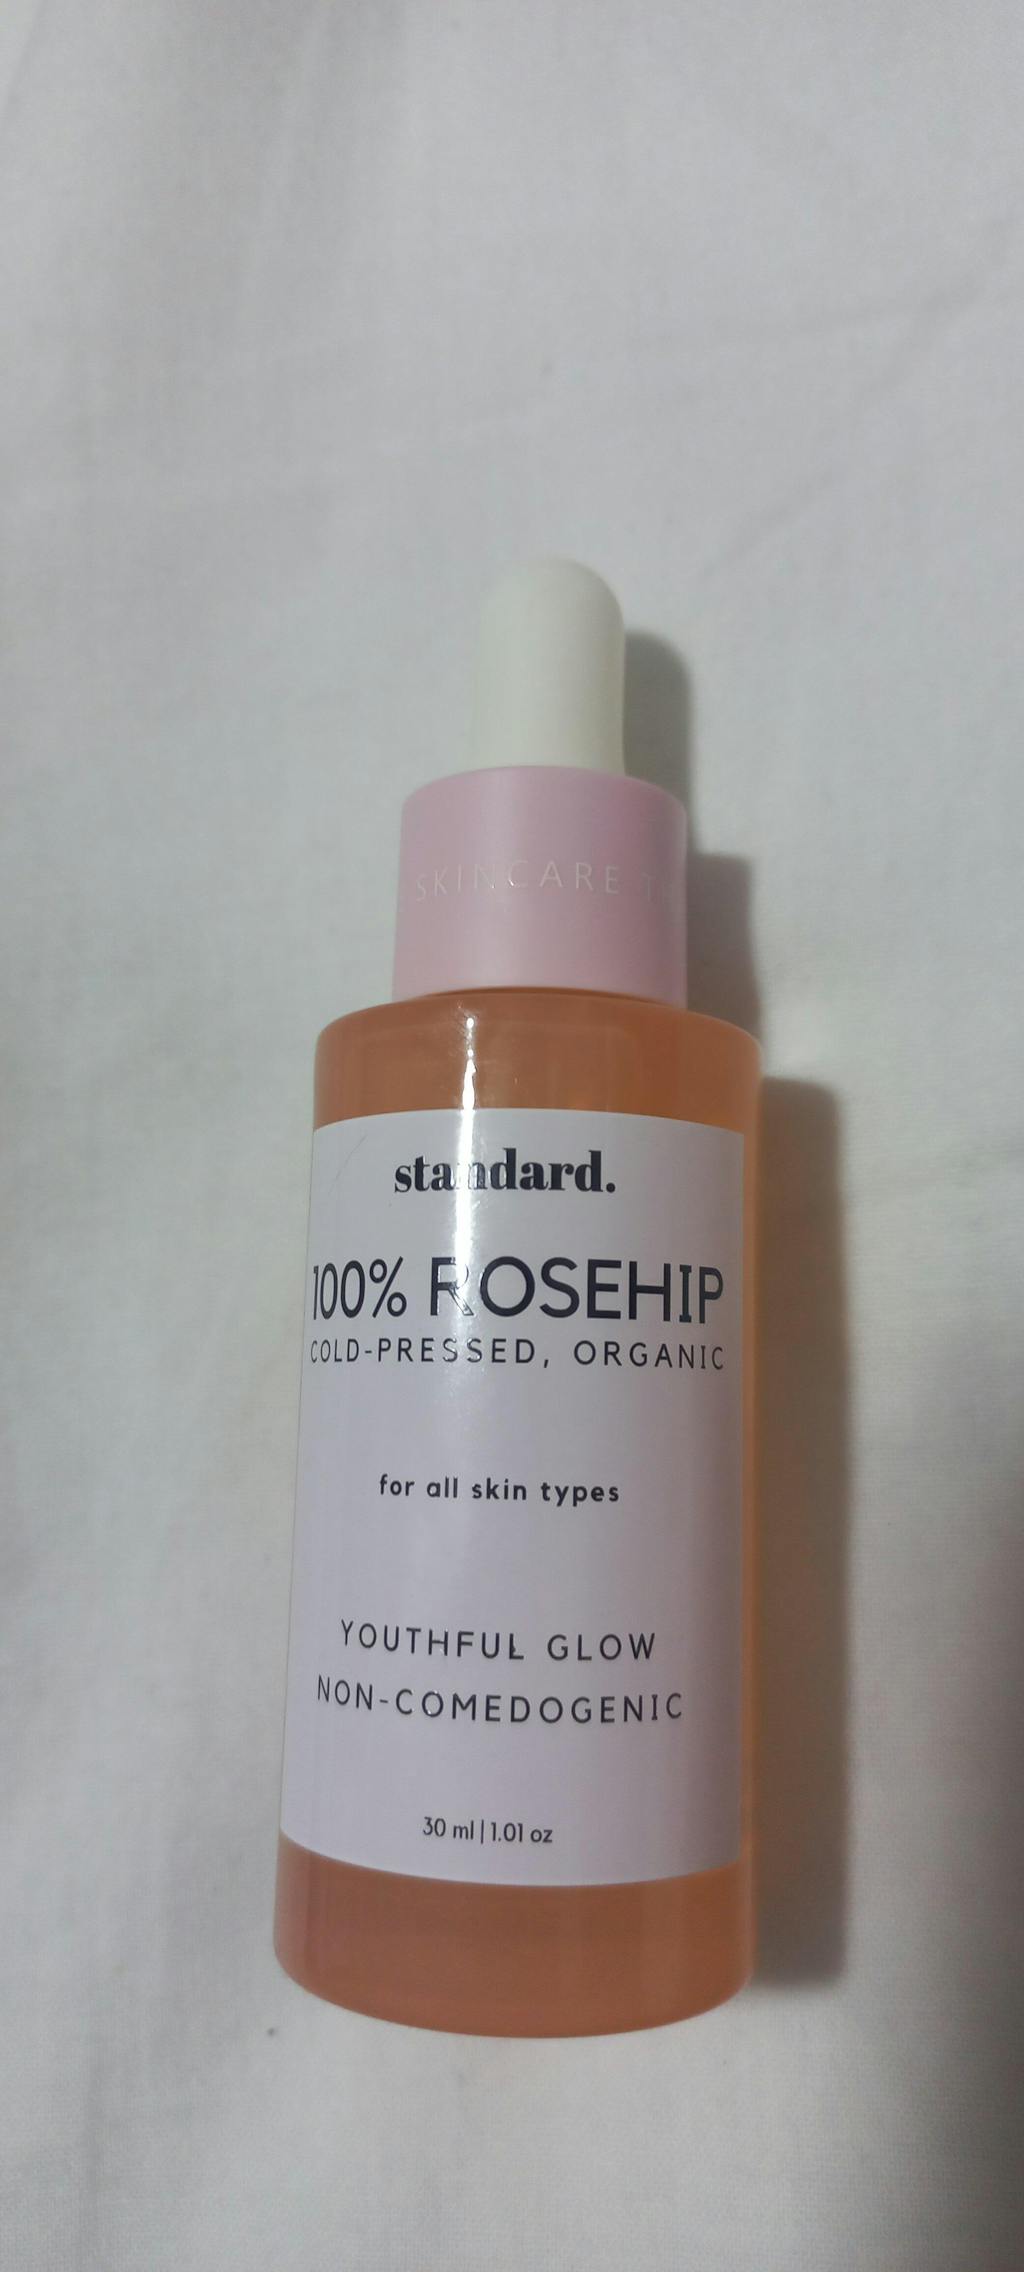 SKINCARE
standard.
100% ROSEHIP
COLD-PRESSED, ORGANIC
for all skin types
YOUTHFUL GLOW
NON-COMEDOGENIC
30 ml | 1.01 oz